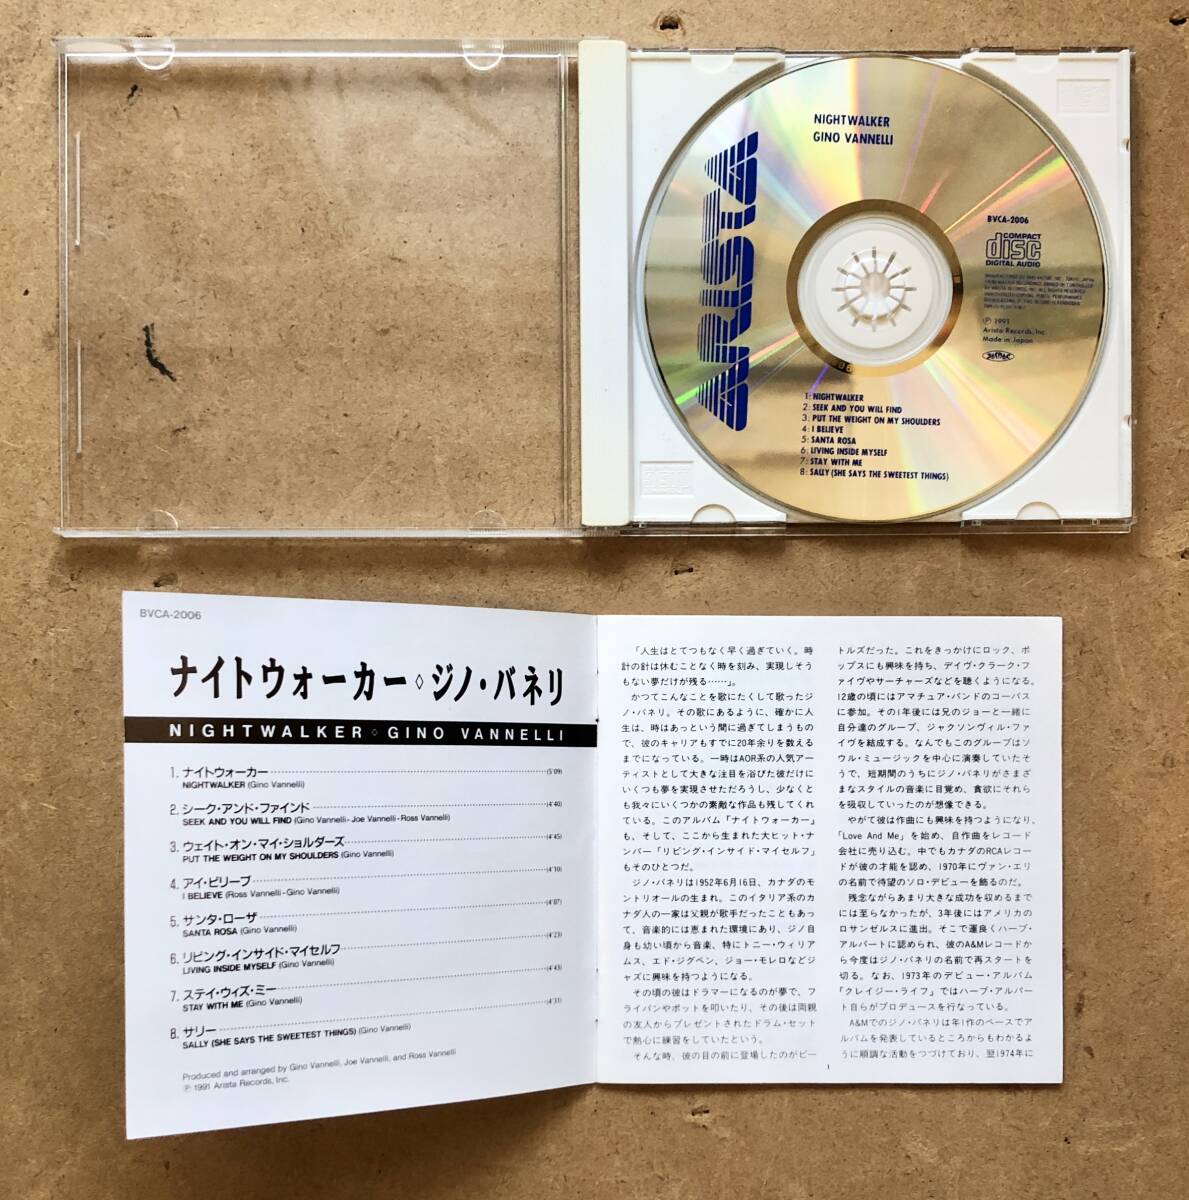 NIGHTWALKER
GINO VANNELLI
ARISTA
BVCA-2006
COMPACT
disc
DIGITAL AUDIO
℗ 1991
Arista Records, Inc.
Made in Japan
1: NIGHTWALKER
2: SEEK AND YOU WILL FIND
3: PUT THE WEIGHT ON MY SHOULDERS
4: I BELIEVE
5: SANTA ROSA
6: LIVING INSIDE MYSELF
7: STAY WITH ME
8: SALLY (SHE SAYS THE SWEETEST THINGS)
BVCA-2006
ナイトウォーカー◇ジノ・バネリ
NIGHTWALKER ◇ GINO VANNELLI
1. ナイトウォーカー (5'09)
NIGHTWALKER (Gino Vannelli)
2. シーク・アンド・ファインド (4'40)
SEEK AND YOU WILL FIND (Gino Vannelli-Joe Vannelli-Ross Vannelli)
3. ウェイト・オン・マイ・ショルダーズ (4'45)
PUT THE WEIGHT ON MY SHOULDERS (Gino Vannelli)
4. アイ・ビリーブ (4'10)
I BELIEVE (Ross Vannelli-Gino Vannelli)
5. サンタ・ローザ (4'07)
SANTA ROSA (Gino Vannelli)
6. リビング・インサイド・マイセルフ (4'23)
LIVING INSIDE MYSELF (Gino Vannelli)
7. ステイ・ウィズ・ミー (4'43)
STAY WITH ME (Gino Vannelli)
8. サリー (4'31)
SALLY (SHE SAYS THE SWEETEST THINGS) (Gino Vannelli)
Produced and arranged by Gino Vannelli, Joe Vannelli, and Ross Vannelli
℗ 1991 Arista Records, Inc.
「人生はとてつもなく早く過ぎていく。時
計の針は休むことなく時を刻み、実現しそう
もない夢だけが残る……」。
かつてこんなことを歌にたくして歌ったジ
ノ・バネリ。その歌にあるように、確かに人
生は、時はあっという間に過ぎてしまうもの
で、彼のキャリアもすでに20年余りを数える
までになっている。一時はAOR系の人気アー
ティストとして大きな注目を浴びた彼だけに
いくつも夢を実現させただろうし、少なくと
も我々にいくつかの素敵な作品も残してくれ
ている。このアルバム「ナイトウォーカー」
も、そして、ここから生まれた大ヒット・ナ
ンバー「リビング・インサイド・マイセルフ」
もそのひとつだ。
ジノ・バネリは1952年6月16日、カナダのモ
ントリオールの生まれ。このイタリア系のカ
ナダ人の一家は父親が歌手だったこともあっ
て、音楽的には恵まれた環境にあり、ジノ自
身も幼い頃から音楽、特にトニー・ウィリア
ムス、エド・ジグペン、ジョー・モレロなどジ
ャズに興味を持つようになる。
その頃の彼はドラマーになるのが夢で、フ
ライパンやポットを叩いたり、その後は両親
の友人からプレゼントされたドラム・セット
で熱心に練習をしていたという。
そんな時、彼の目の前に登場したのがビー
トルズだった。これをきっかけにロック、ポ
ップスにも興味を持ち、デイヴ・クラーク・フ
ァイヴやサーチャーズなどを聴くようになる。
12歳の頃にはアマチュア・バンドのコーバス
に参加。その1年後には兄のジョーと一緒に
自分達のグループ、ジャクソンヴィル・ファ
イヴを結成する。なんでもこのグループはソ
ウル・ミュージックを中心に演奏していたそ
うで、短期間のうちにジノ・バネリがさまざ
まなスタイルの音楽に目覚め、貪欲にそれら
を吸収していったのが想像できる。
やがて彼は作曲にも興味を持つようになり、
「Love And Me」を始め、自作曲をレコード
会社に売り込む。中でもカナダのRCAレコー
ドが彼の才能を認め、1970年にヴァン・エリ
の名前で待望のソロ・デビューを飾るのだ。
残念ながらあまり大きな成功を収めるまで
には至らなかったが、3年後にはアメリカの
ロサンゼルスに進出。そこで運良くハーブ・
アルバートに認められ、彼のA&Mレコードか
ら今度はジノ・バネリの名前で再スタートを
切る。なお、1973年のデビュー・アルバム
「クレイジー・ライフ」ではハーブ・アルバー
ト自らがプロデュースを行なっている。
A&Mでのジノ・バネリは年1作のペースでア
ルバムを発表しているところからもわかるよ
うに順調な活動をつづけており、翌1974年に
1